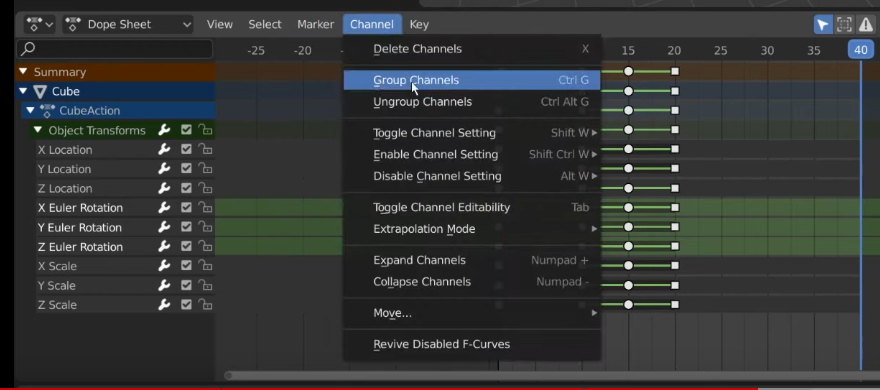 Dope Sheet View Select Marker Channel Key
-25 -20 15 20 25 30 35 40
Delete Channels X
Summary
Group Channels Ctrl G
Cube
Ungroup Channels Ctrl Alt G
CubeAction
Object Transforms
Toggle Channel Setting Shift W
X Location
Enable Channel Setting Shift Ctrl W
Y Location
Disable Channel Setting Alt W
Z Location
X Euler Rotation
Toggle Channel Editability Tab
Y Euler Rotation
Extrapolation Mode
Z Euler Rotation
Expand Channels Numpad +
X Scale
Collapse Channels Numpad -
Y Scale
Z Scale
Move...
Revive Disabled F-Curves